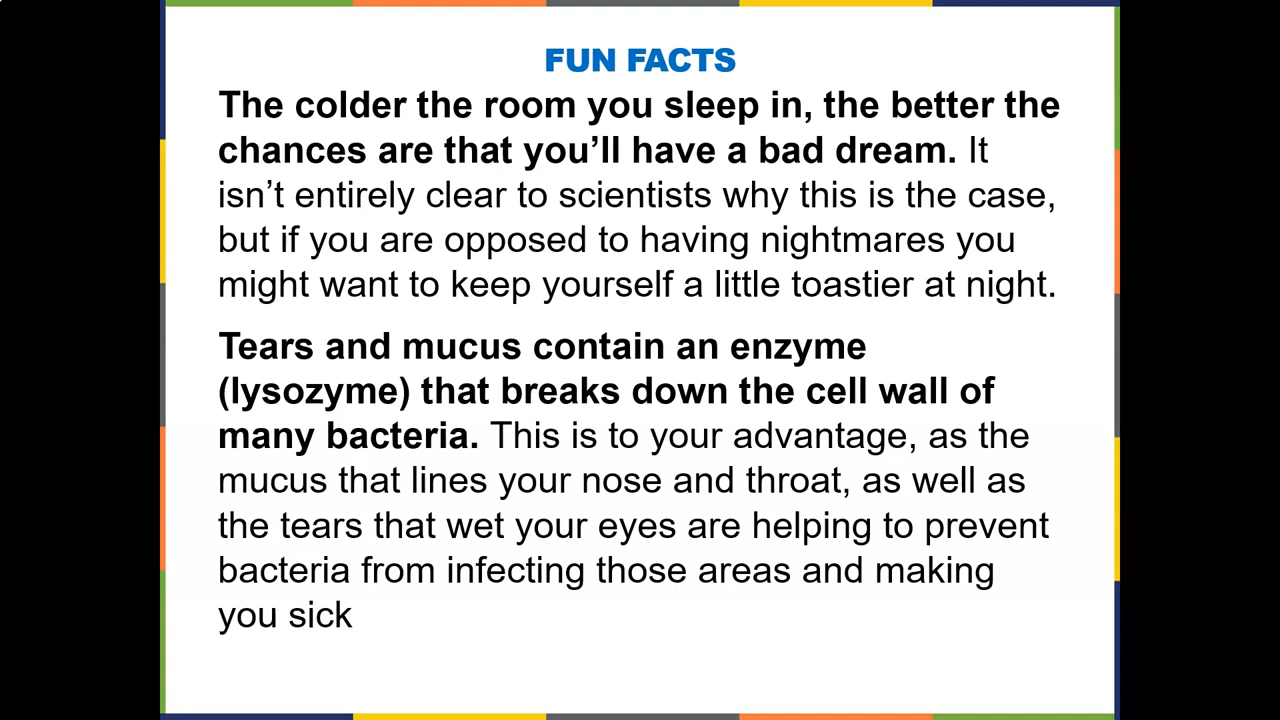 FUN FACTS
The colder the room you sleep in, the better the
chances are that you’ll have a bad dream. It
isn’t entirely clear to scientists why this is the case,
but if you are opposed to having nightmares you
might want to keep yourself a little toastier at night.
Tears and mucus contain an enzyme
(lysozyme) that breaks down the cell wall of
many bacteria. This is to your advantage, as the
mucus that lines your nose and throat, as well as
the tears that wet your eyes are helping to prevent
bacteria from infecting those areas and making
you sick